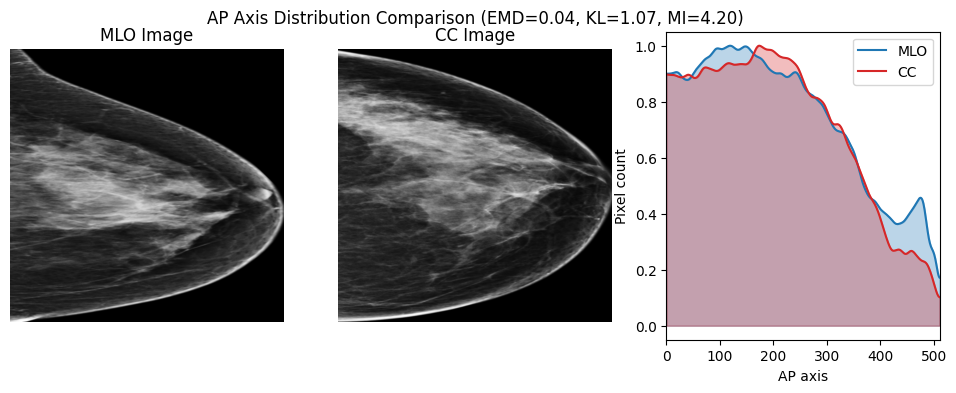 AP Axis Distribution Comparison (EMD=0.04, KL=1.07, MI=4.20)
MLO Image
CC Image
MLO
CC
Pixel count
1.0
0.8
0.6
0.4
0.2
0.0
0 100 200 300 400 500
AP axis